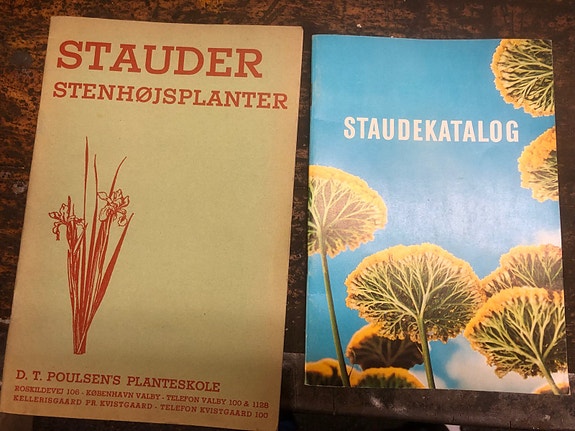 STAUDER
STENHØJSPLANTER
D. T. POULSEN'S PLANTESKOLE
ROSKILDEVEJ 106 - KØBENHAVN VALBY - TELEFON VALBY 100 & 1128
KELLERISGAARD PR. KVISTGAARD - TELEFON KVISTGAARD 100
STAUDEKATALOG